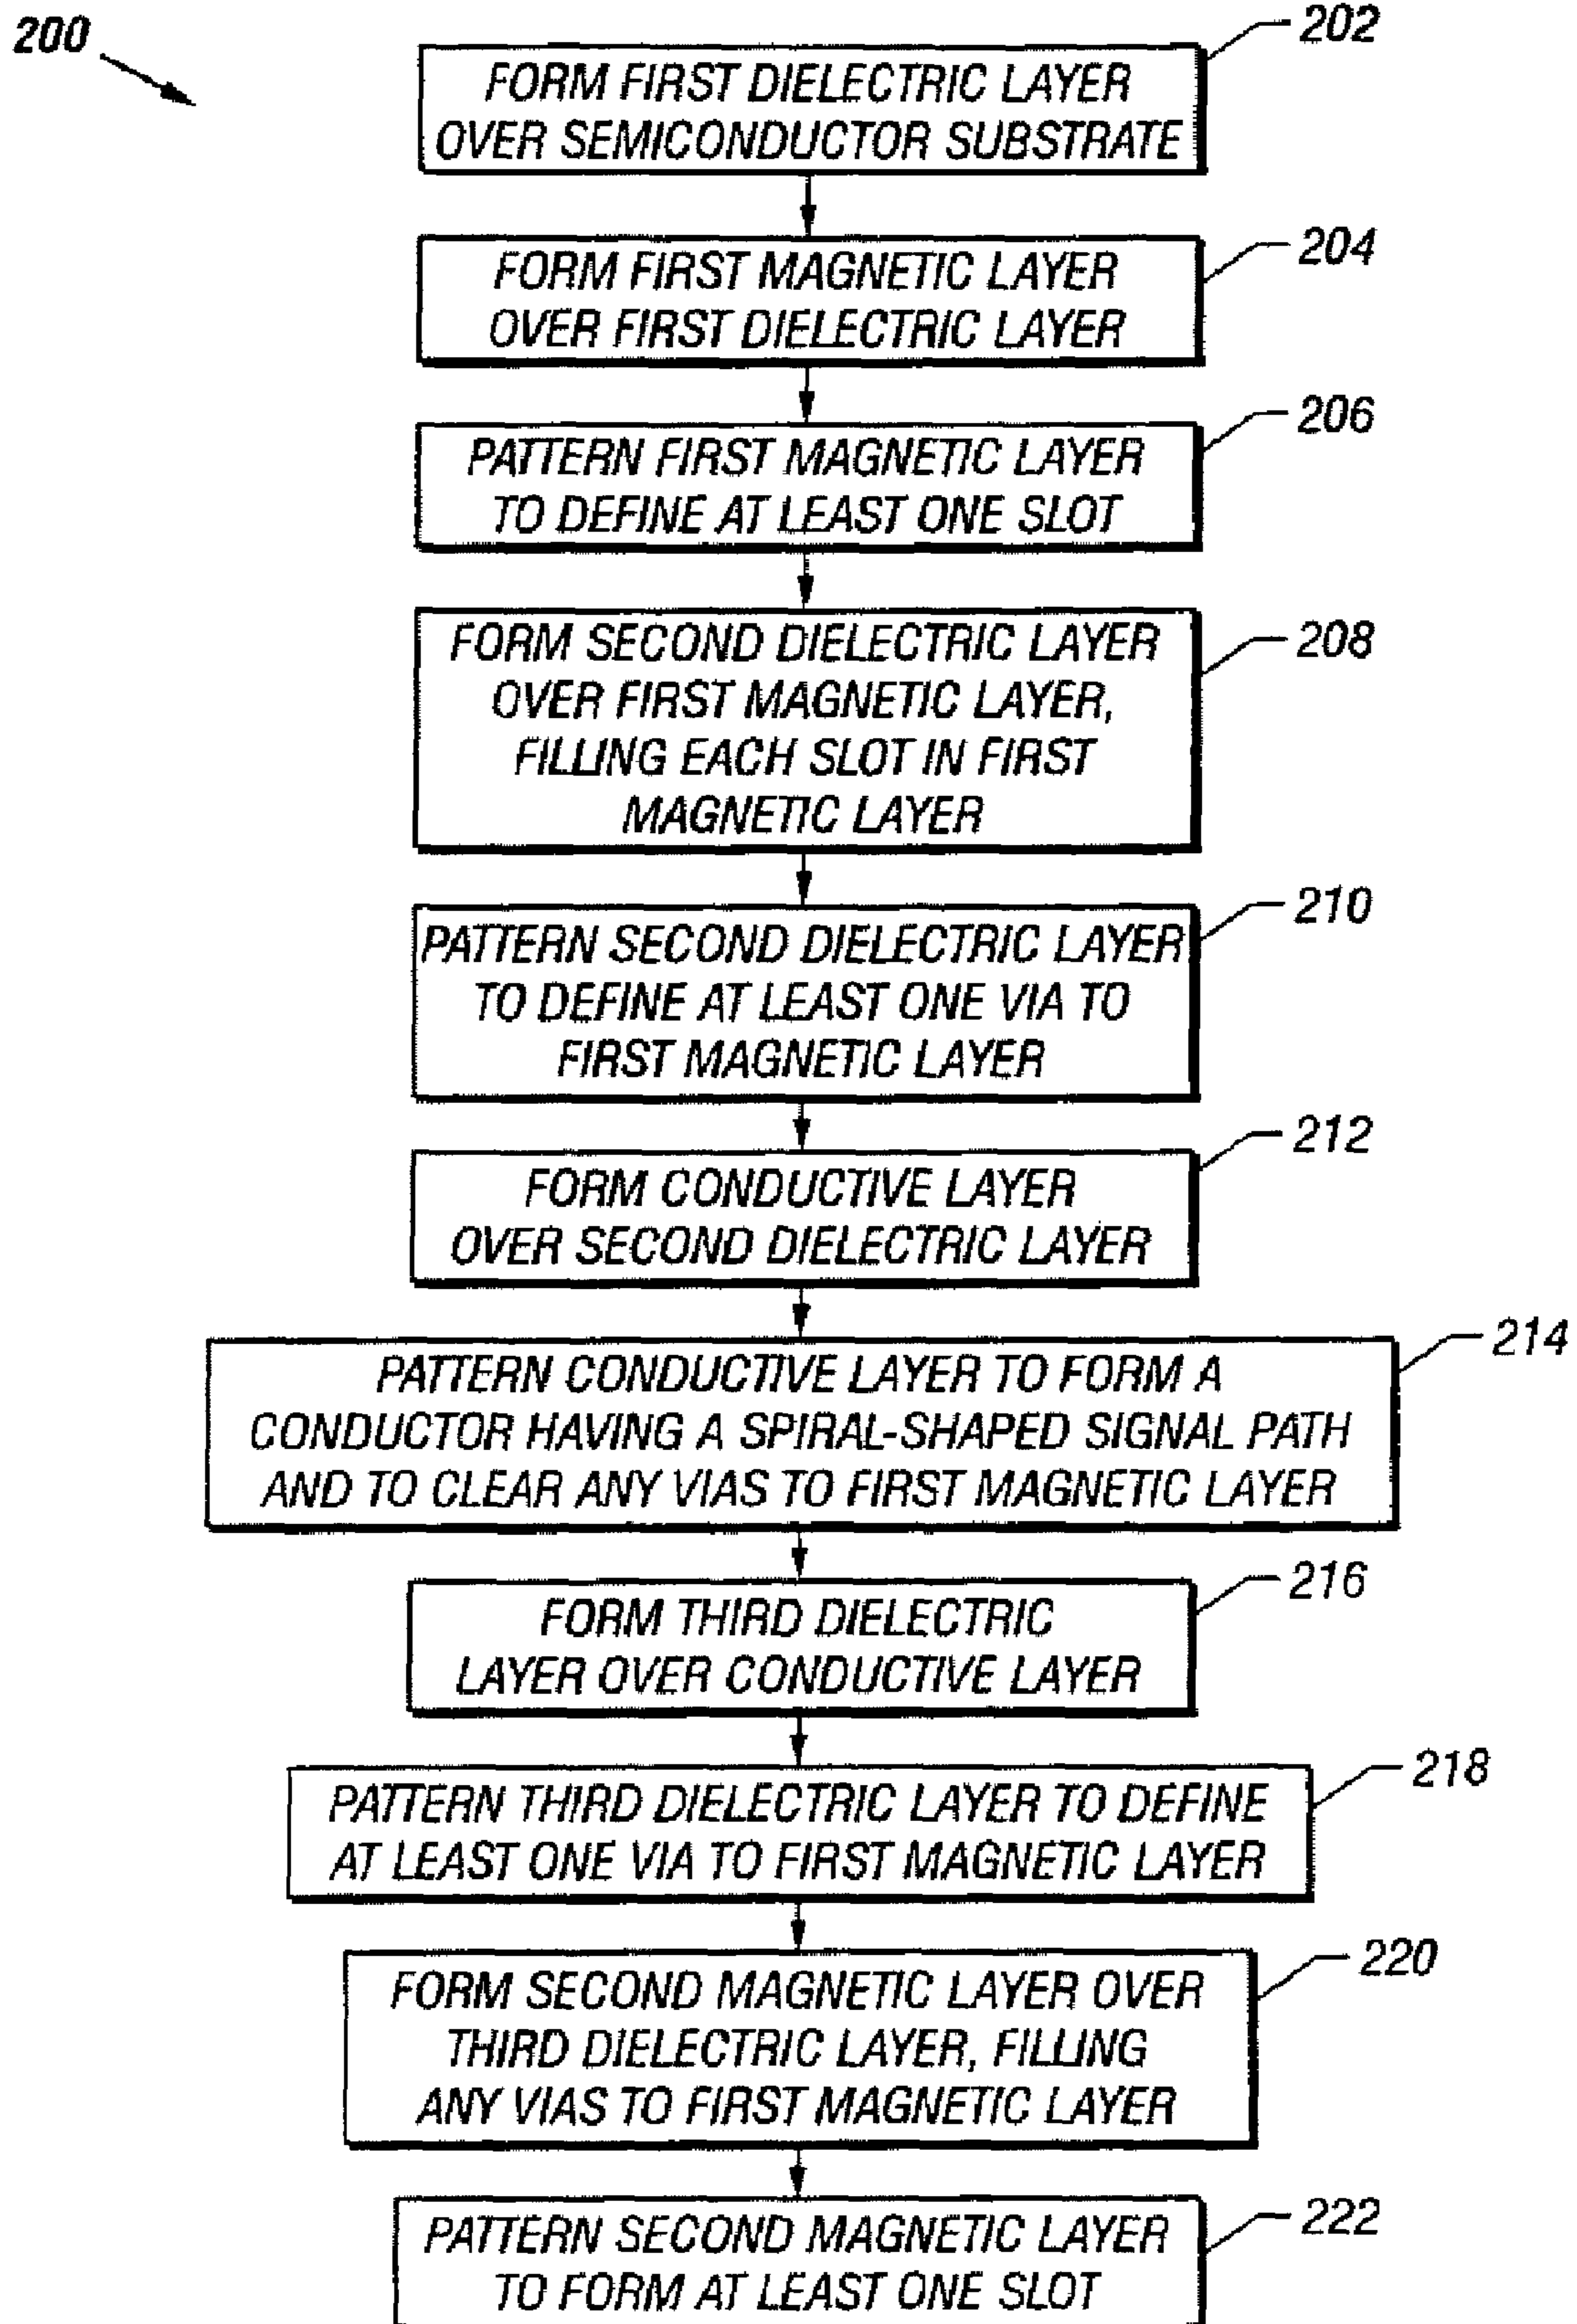 200
202
FORM FIRST DIELECTRIC LAYER
OVER SEMICONDUCTOR SUBSTRATE
204
FORM FIRST MAGNETIC LAYER
OVER FIRST DIELECTRIC LAYER
206
PATTERN FIRST MAGNETIC LAYER
TO DEFINE AT LEAST ONE SLOT
208
FORM SECOND DIELECTRIC LAYER
OVER FIRST MAGNETIC LAYER,
FILLING EACH SLOT IN FIRST
MAGNETIC LAYER
210
PATTERN SECOND DIELECTRIC LAYER
TO DEFINE AT LEAST ONE VIA TO
FIRST MAGNETIC LAYER
212
FORM CONDUCTIVE LAYER
OVER SECOND DIELECTRIC LAYER
214
PATTERN CONDUCTIVE LAYER TO FORM A
CONDUCTOR HAVING A SPIRAL-SHAPED SIGNAL PATH
AND TO CLEAR ANY VIAS TO FIRST MAGNETIC LAYER
216
FORM THIRD DIELECTRIC
LAYER OVER CONDUCTIVE LAYER
218
PATTERN THIRD DIELECTRIC LAYER TO DEFINE
AT LEAST ONE VIA TO FIRST MAGNETIC LAYER
220
FORM SECOND MAGNETIC LAYER OVER
THIRD DIELECTRIC LAYER, FILLING
ANY VIAS TO FIRST MAGNETIC LAYER
222
PATTERN SECOND MAGNETIC LAYER
TO FORM AT LEAST ONE SLOT